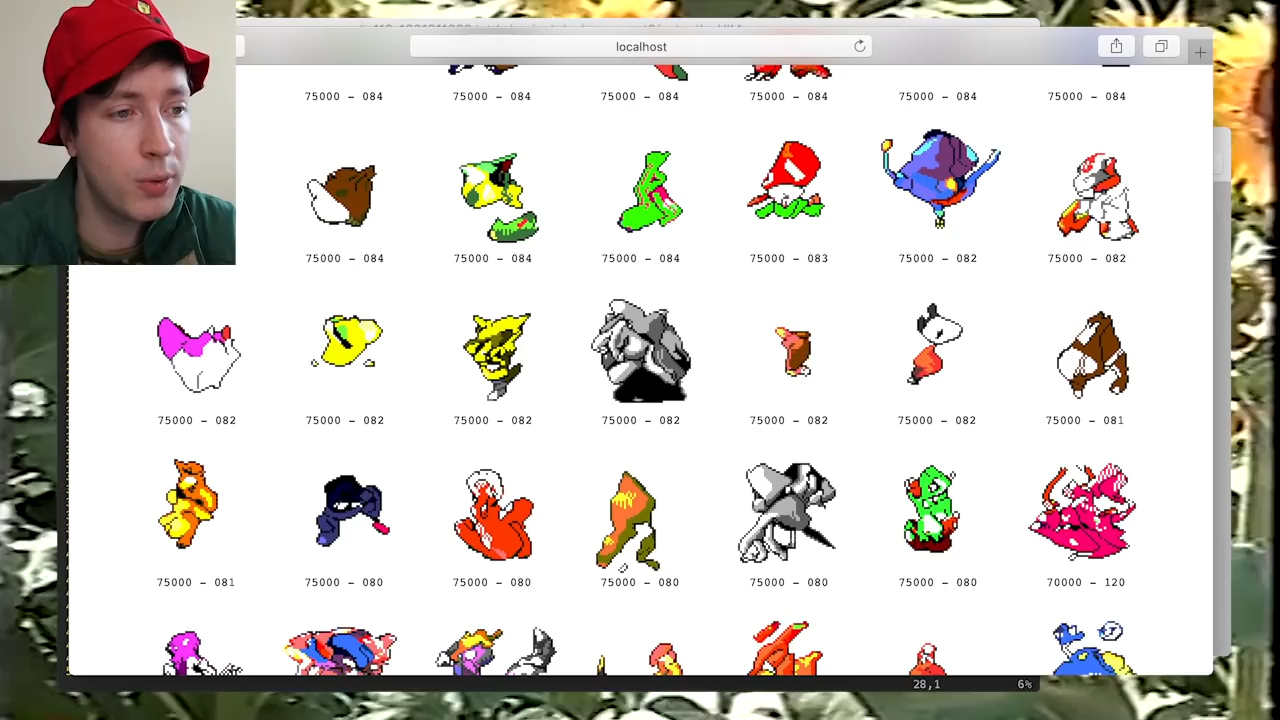 localhost
75000 - 084 75000 - 084 75000 - 084 75000 - 084 75000 - 084 75000 - 084
75000 - 084 75000 - 084 75000 - 084 75000 - 083 75000 - 082 75000 - 082
75000 - 082 75000 - 082 75000 - 082 75000 - 082 75000 - 082 75000 - 082 75000 - 081
75000 - 081 75000 - 080 75000 - 080 75000 - 080 75000 - 080 75000 - 080 70000 - 120
28,1 6%